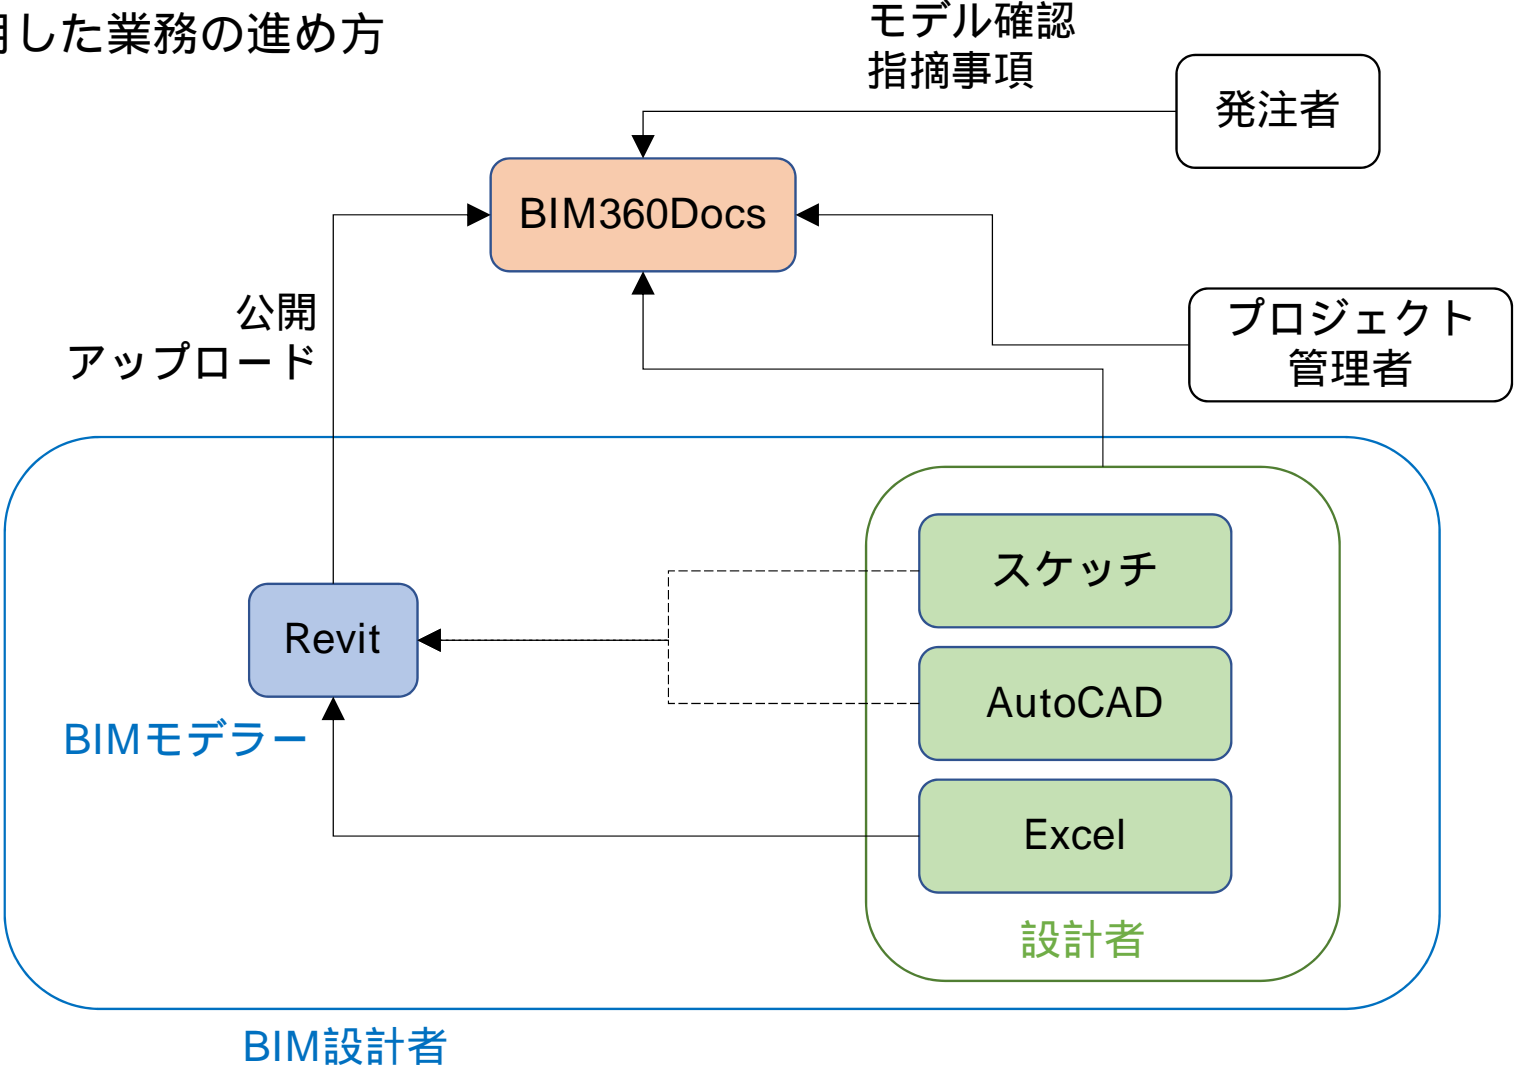 した業務の進め方
モデル確認
指摘事項
発注者
BIM360Docs
公開
アップロード
プロジェクト
管理者
スケッチ
Revit
AutoCAD
BIMモデラー
Excel
設計者
BIM設計者